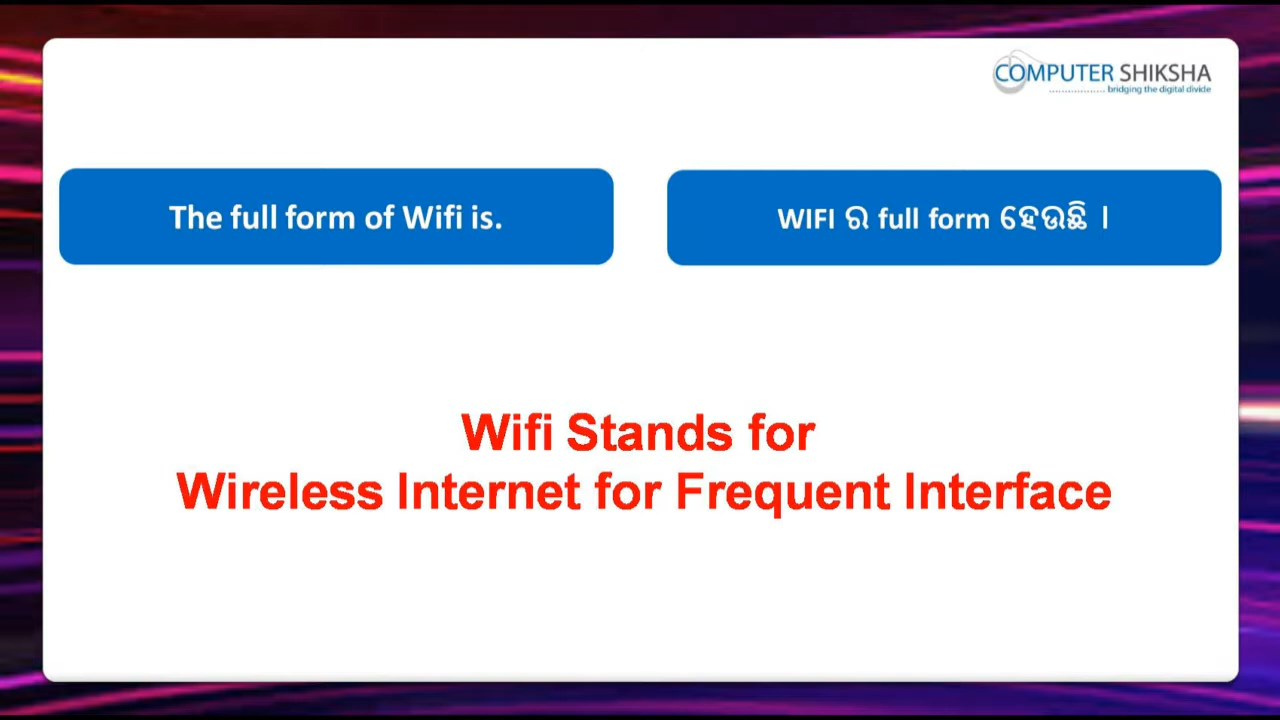 COMPUTER SHIKSHA
bridging the digital divide
The full form of Wifi is.
WIFI ର full form ହେଉଛି ।
Wifi Stands for
Wireless Internet for Frequent Interface